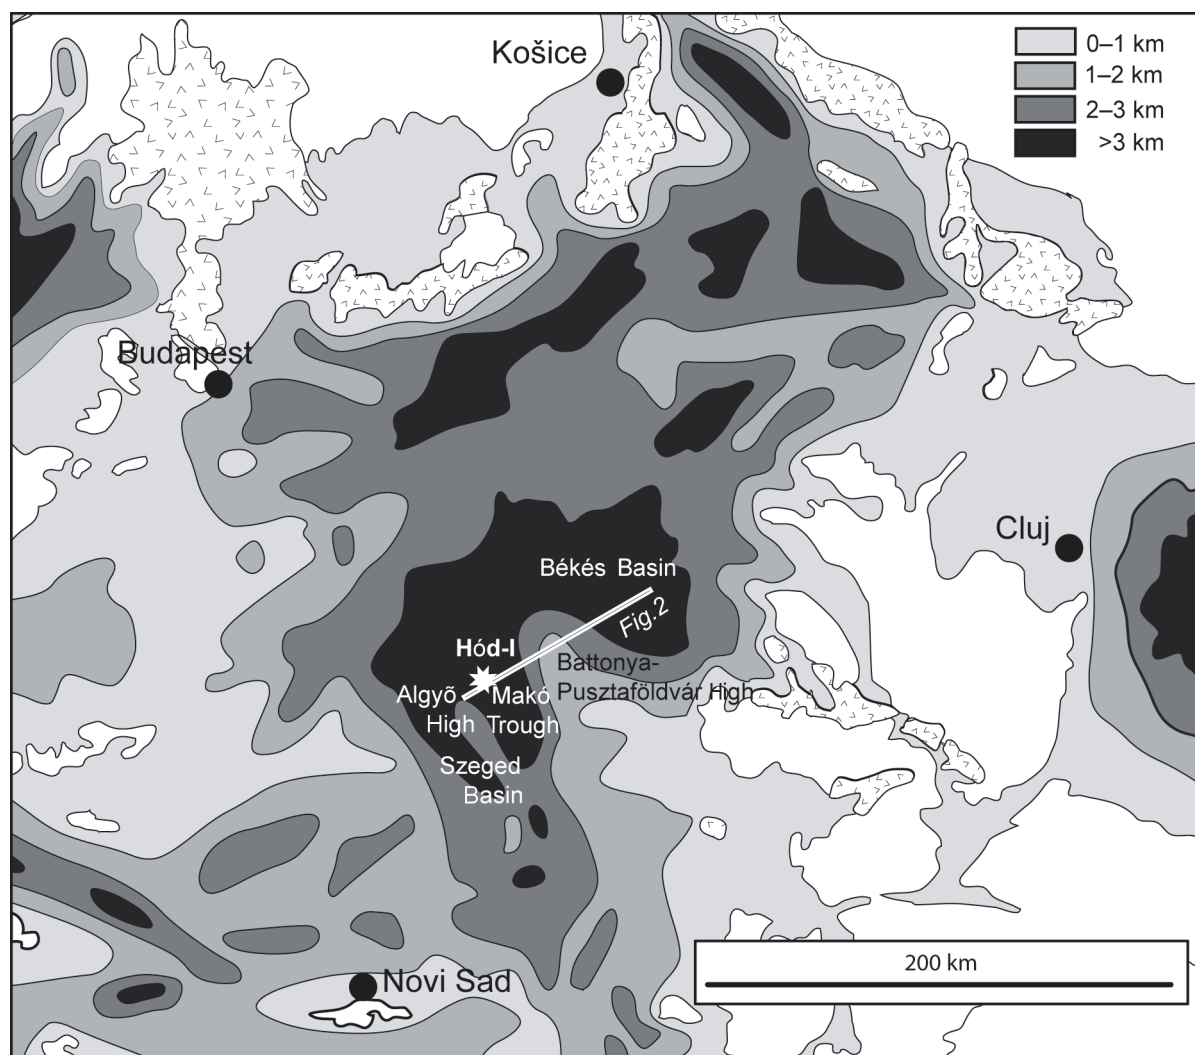 Košice
0–1 km
1–2 km
2–3 km
>3 km
Budapest
Cluj
Békés Basin
Fig.2
Hód-I
Battonya-
Pusztaföldvár High
Algyõ
High
Makó
Trough
Szeged
Basin
200 km
Novi Sad